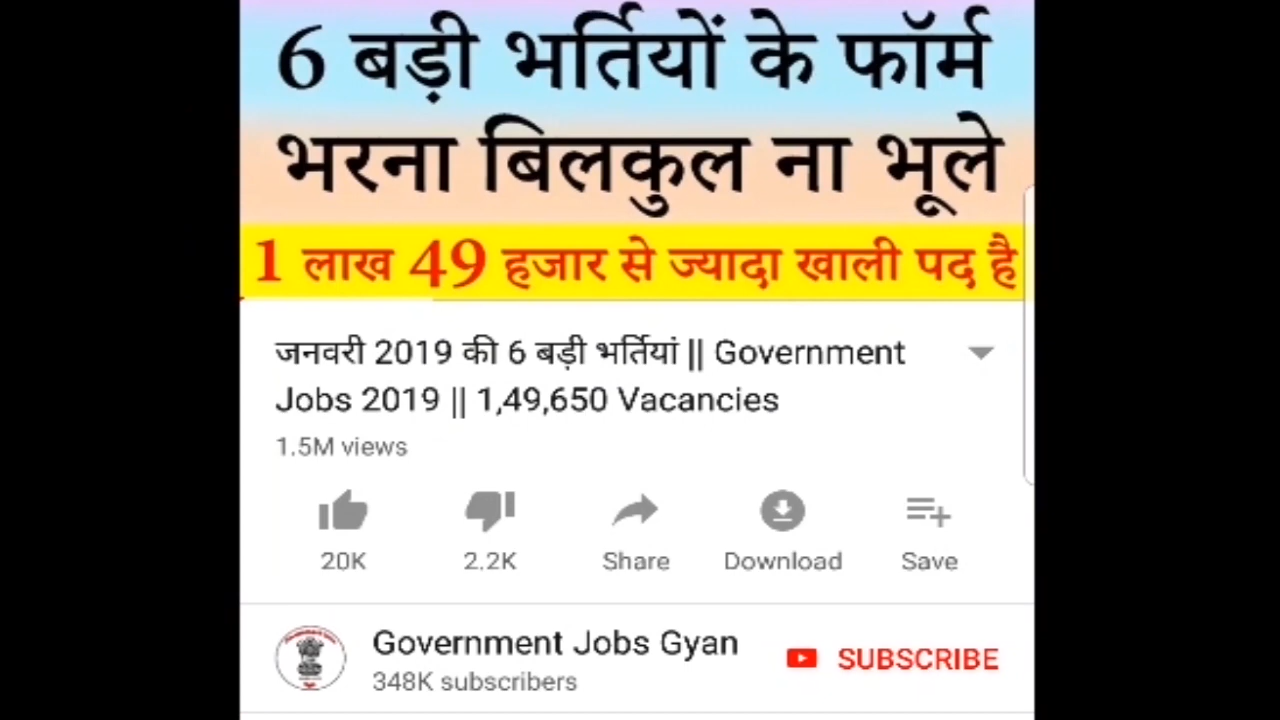 6 बड़ी भर्तियों के फॉर्म
भरना बिलकुल ना भूले
1 लाख 49 हजार से ज्यादा खाली पद है
जनवरी 2019 की 6 बड़ी भर्तियां || Government
Jobs 2019 || 1,49,650 Vacancies
1.5M views
20K 2.2K Share Download Save
Government Jobs Gyan
SUBSCRIBE
348K subscribers